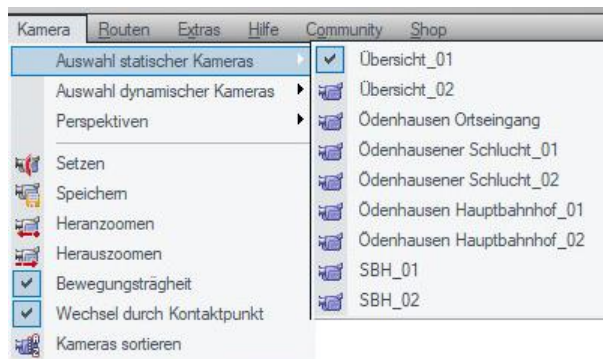 Kamera Routen Extras Hilfe Community Shop
Auswahl statischer Kameras
Auswahl dynamischer Kameras
Perspektiven
Setzen
Speichern
Heranzoomen
Herauszoomen
Bewegungsträgheit
Wechsel durch Kontaktpunkt
Kameras sortieren
Übersicht_01
Übersicht_02
Ödenhausen Ortseingang
Ödenhausener Schlucht_01
Ödenhausener Schlucht_02
Ödenhausen Hauptbahnhof_01
Ödenhausen Hauptbahnhof_02
SBH_01
SBH_02